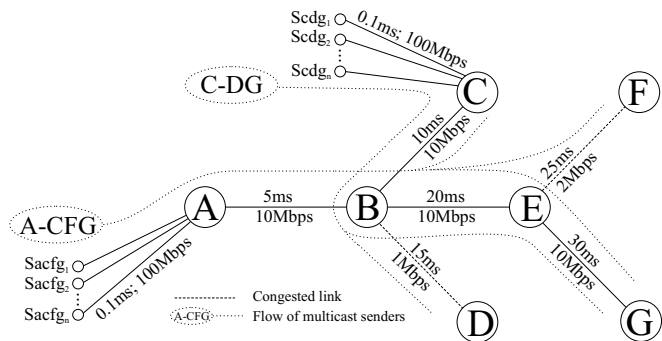 Scdg1
Scdg2
Scdgn
0.1ms; 100Mbps
C-DG
C
F
10ms
10Mbps
25ms
2Mbps
A-CFG
A
5ms
10Mbps
B
20ms
10Mbps
E
Sacfg1
Sacfg2
Sacfgn
0.1ms; 100Mbps
15ms
1Mbps
30ms
10Mbps
Congested link
A-CFG Flow of multicast senders
D
G